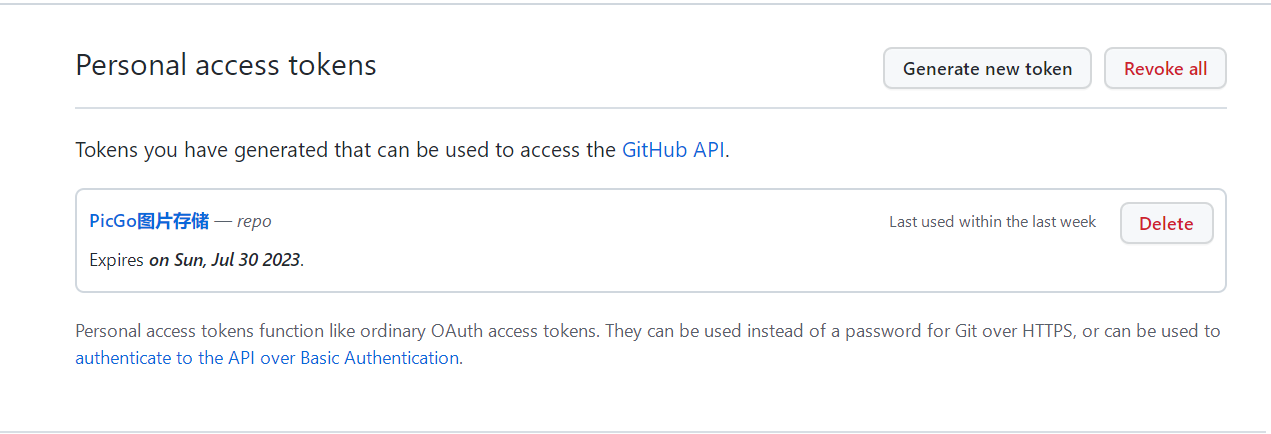 Personal access tokens
Generate new token
Revoke all
Tokens you have generated that can be used to access the GitHub API.
PicGo图片存储 — repo
Last used within the last week
Delete
Expires on Sun, Jul 30 2023.
Personal access tokens function like ordinary OAuth access tokens. They can be used instead of a password for Git over HTTPS, or can be used to
authenticate to the API over Basic Authentication.